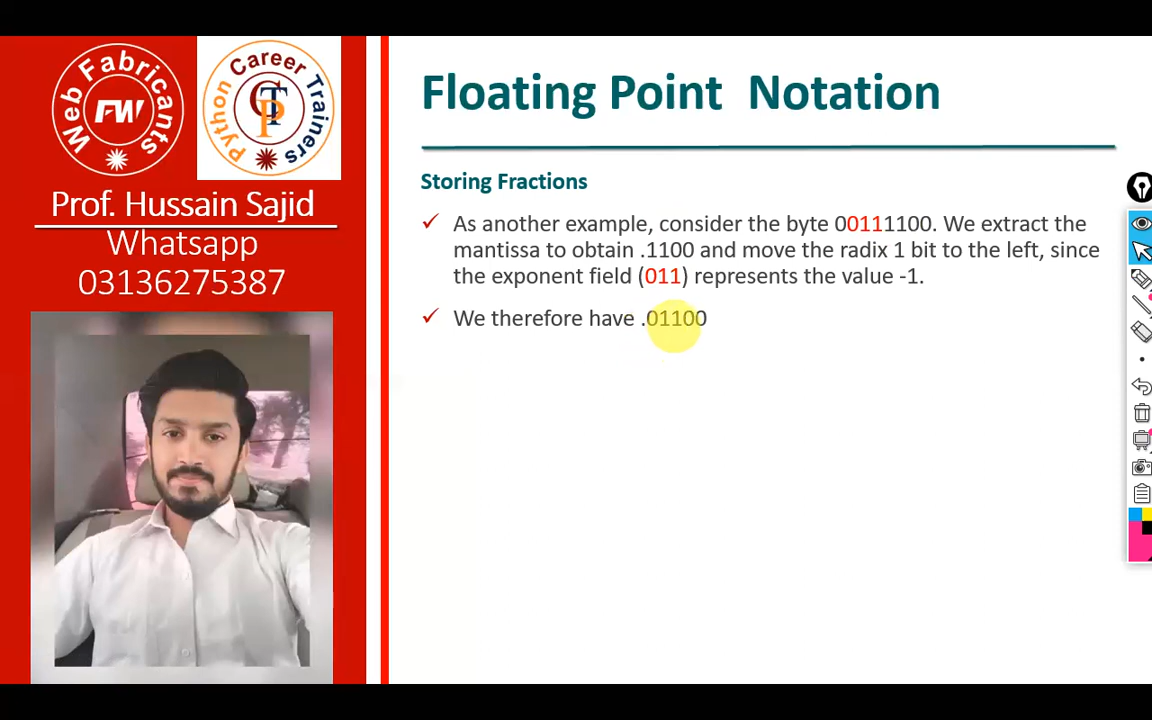 Web Fabricants
FW
Python Career Trainers
CTP
Prof. Hussain Sajid
Whatsapp
03136275387
Floating Point Notation
Storing Fractions
✓ As another example, consider the byte 00111100. We extract the
mantissa to obtain .1100 and move the radix 1 bit to the left, since
the exponent field (011) represents the value -1.
✓ We therefore have .01100